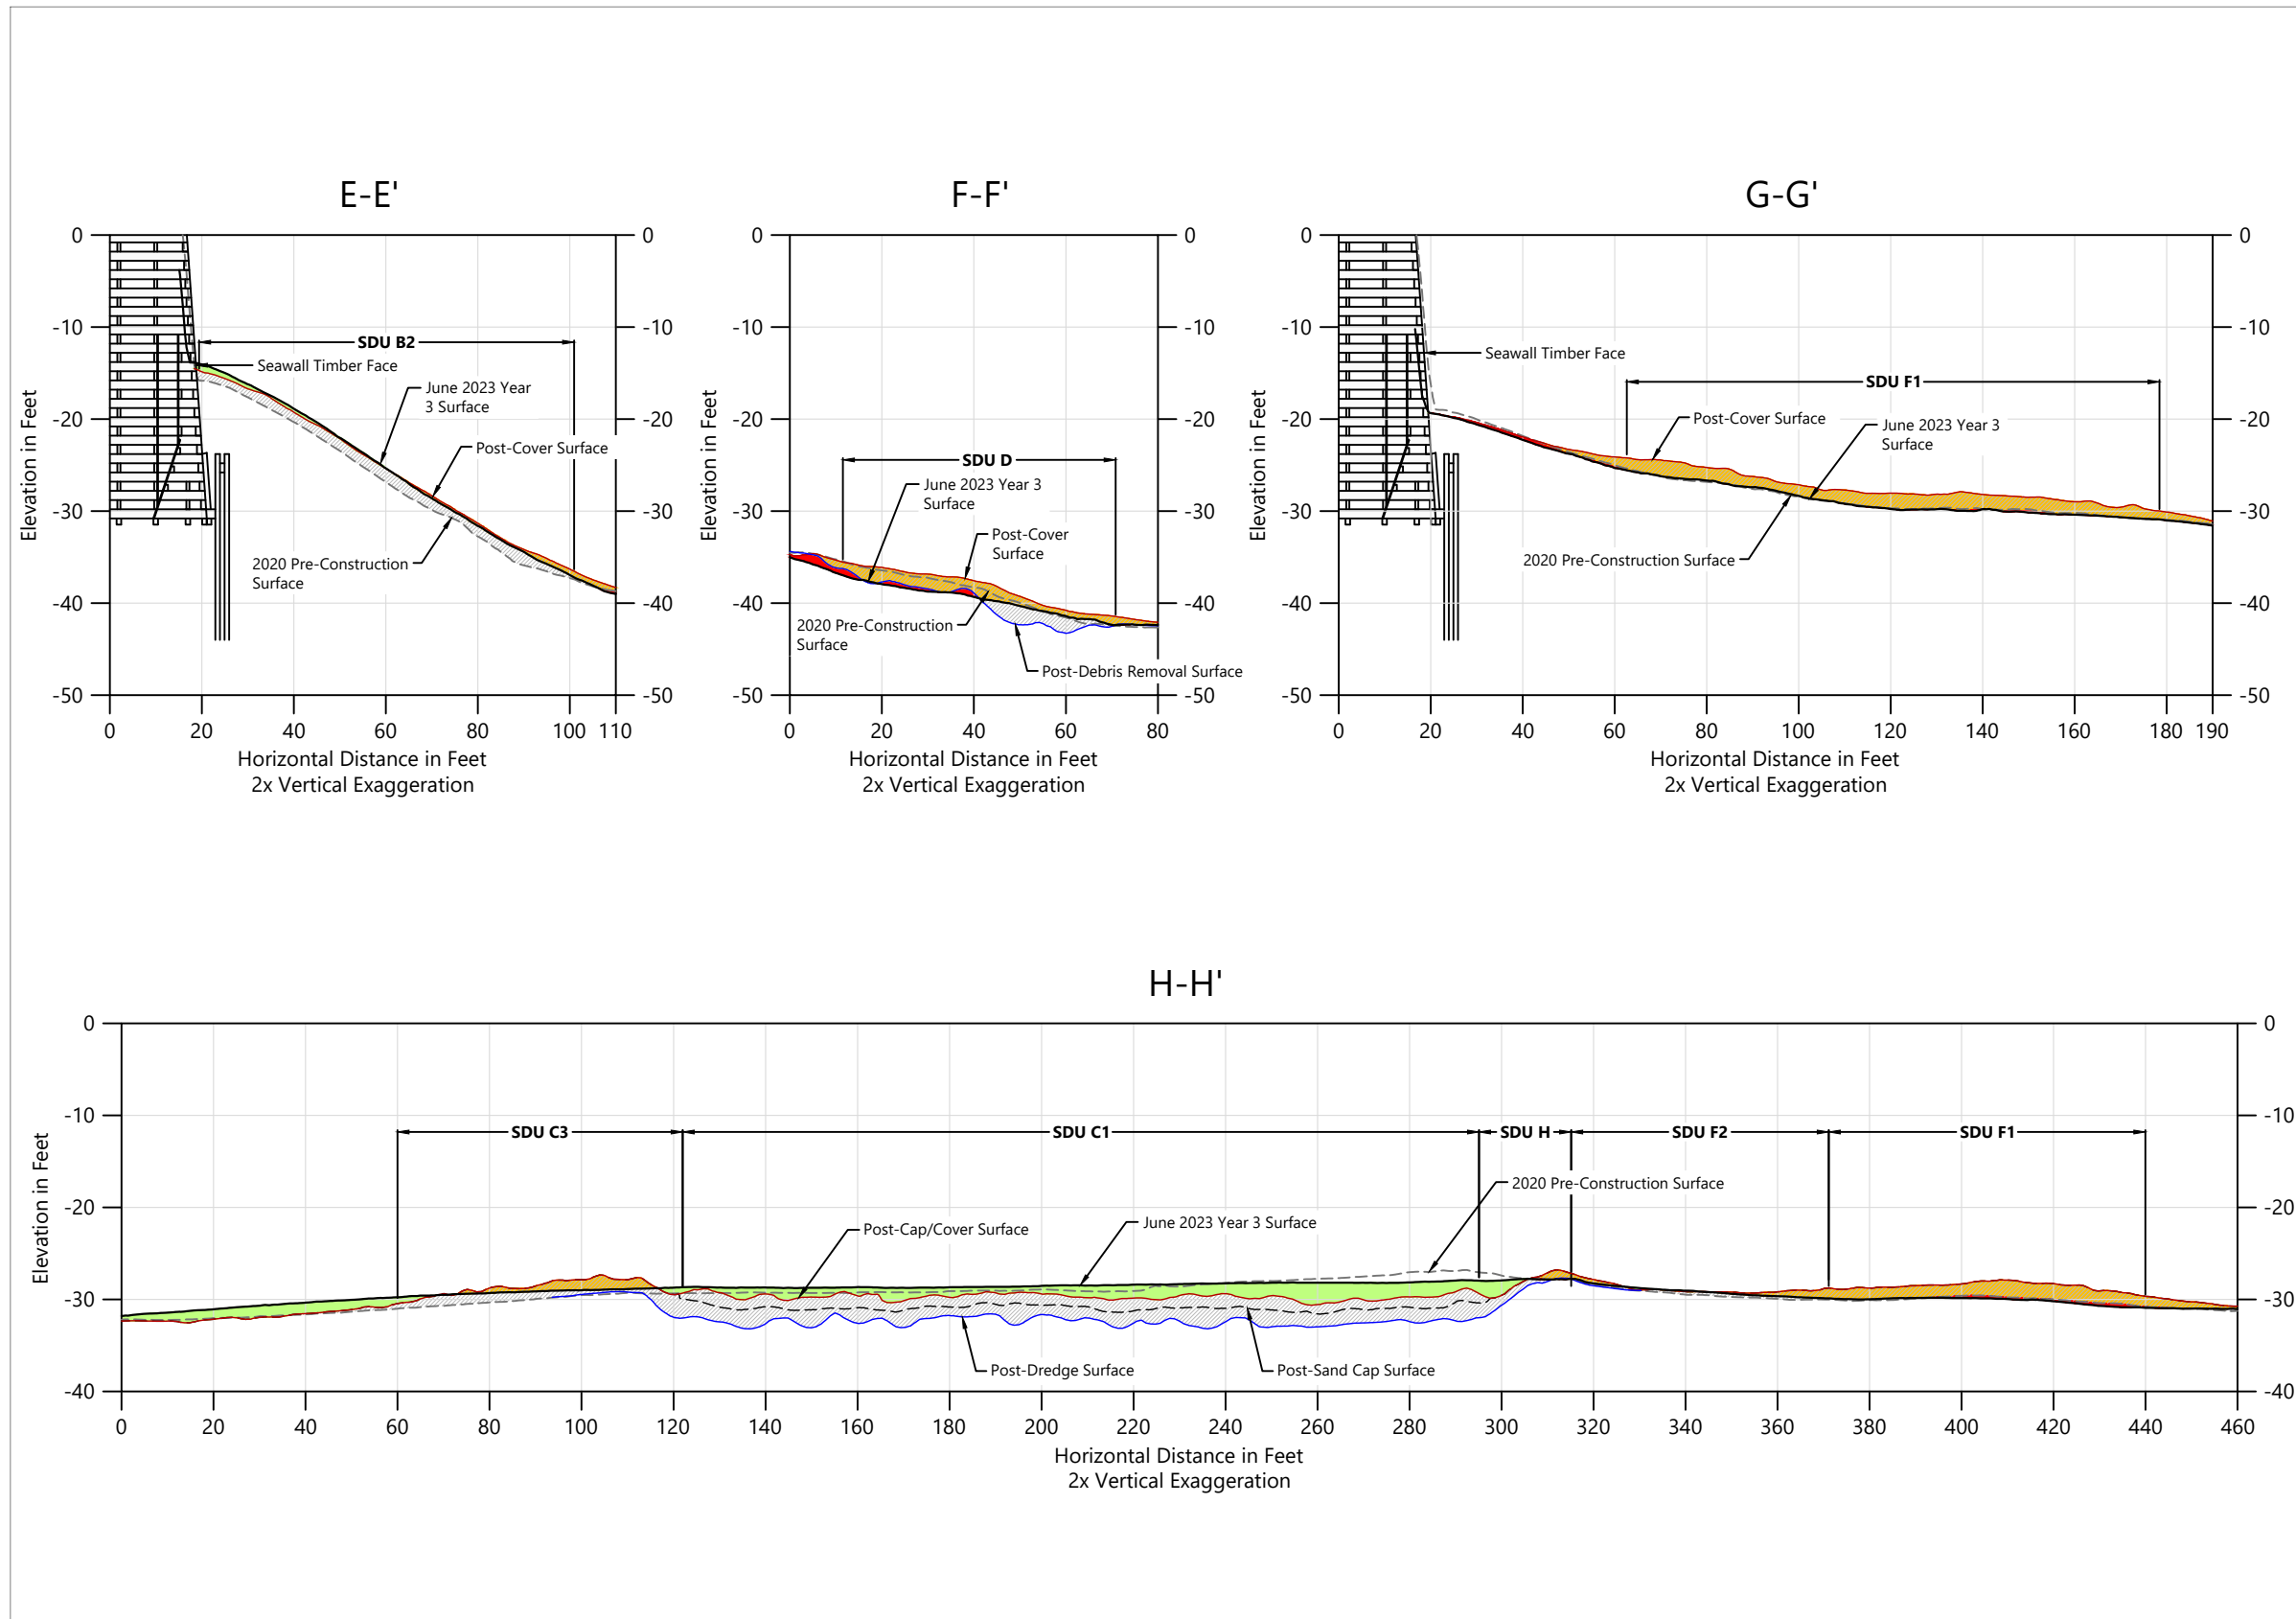 E-E'
0
-10
-20
-30
-40
-50
0
-10
-20
-30
-40
-50
Elevation in Feet
SDU B2
Seawall Timber Face
June 2023 Year
3 Surface
Post-Cover Surface
2020 Pre-Construction
Surface
0 20 40 60 80 100 110
Horizontal Distance in Feet
2x Vertical Exaggeration
F-F'
0
-10
-20
-30
-40
-50
0
-10
-20
-30
-40
-50
Elevation in Feet
SDU D
June 2023 Year 3
Surface
Post-Cover
Surface
2020 Pre-Construction
Surface
Post-Debris Removal Surface
0 20 40 60 80
Horizontal Distance in Feet
2x Vertical Exaggeration
G-G'
0
-10
-20
-30
-40
-50
0
-10
-20
-30
-40
-50
Elevation in Feet
Seawall Timber Face
SDU F1
Post-Cover Surface
June 2023 Year 3
Surface
2020 Pre-Construction Surface
0 20 40 60 80 100 120 140 160 180 190
Horizontal Distance in Feet
2x Vertical Exaggeration
H-H'
0
-10
-20
-30
-40
0
-10
-20
-30
-40
Elevation in Feet
SDU C3 SDU C1 SDU H SDU F2 SDU F1
2020 Pre-Construction Surface
June 2023 Year 3 Surface
Post-Cap/Cover Surface
Post-Dredge Surface
Post-Sand Cap Surface
0 20 40 60 80 100 120 140 160 180 200 220 240 260 280 300 320 340 360 380 400 420 440 460
Horizontal Distance in Feet
2x Vertical Exaggeration